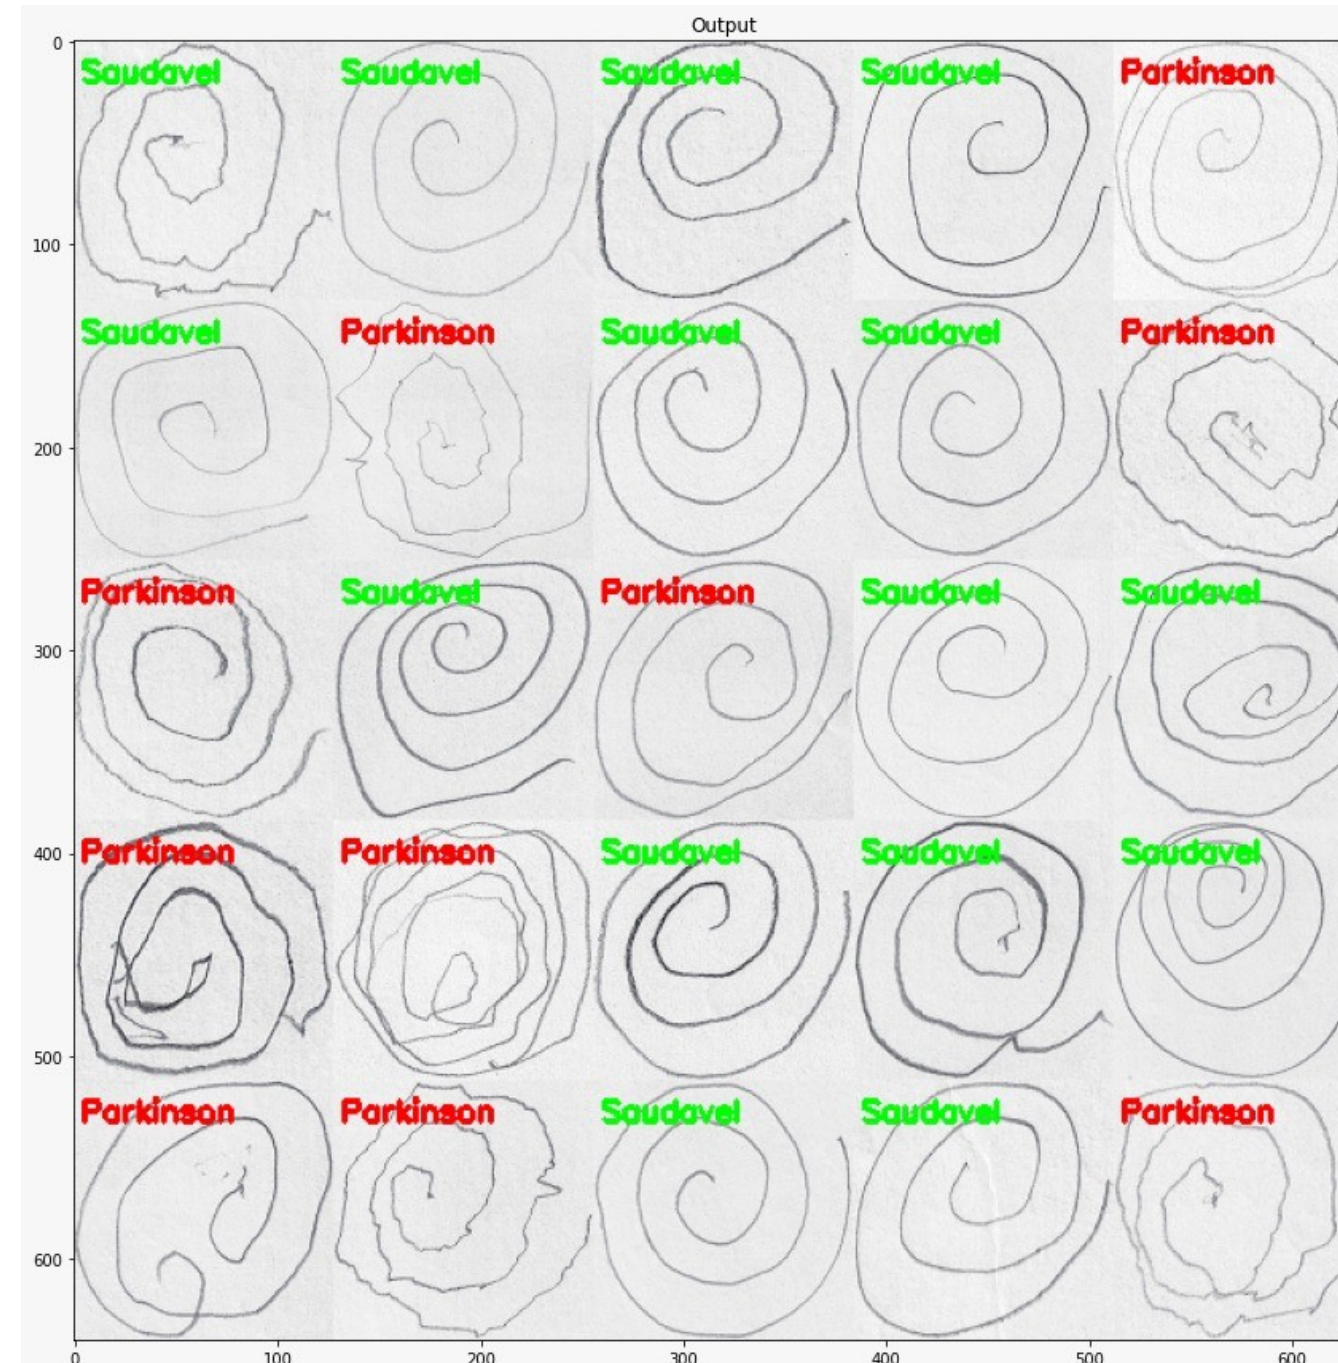 Output
0
Saudavel Saudavel Saudavel Saudavel Parkinson
100
Saudavel Parkinson Saudavel Saudavel Parkinson
200
Parkinson Saudavel Parkinson Saudavel Saudavel
300
Parkinson Parkinson Saudavel Saudavel Saudavel
400
500
Parkinson Parkinson Saudavel Saudavel Parkinson
600
0 100 200 300 400 500 600